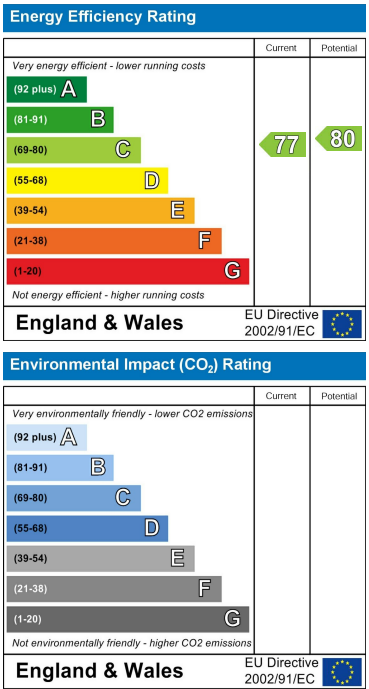 Energy Efficiency Rating
Current Potential
Very energy efficient - lower running costs
(92 plus) A
(81-91) B
(69-80) C 77 80
(55-68) D
(39-54) E
(21-38) F
(1-20) G
Not energy efficient - higher running costs
England & Wales EU Directive 2002/91/EC
Environmental Impact (CO2) Rating
Current Potential
Very environmentally friendly - lower CO2 emissions
(92 plus) A
(81-91) B
(69-80) C
(55-68) D
(39-54) E
(21-38) F
(1-20) G
Not environmentally friendly - higher CO2 emissions
England & Wales EU Directive 2002/91/EC